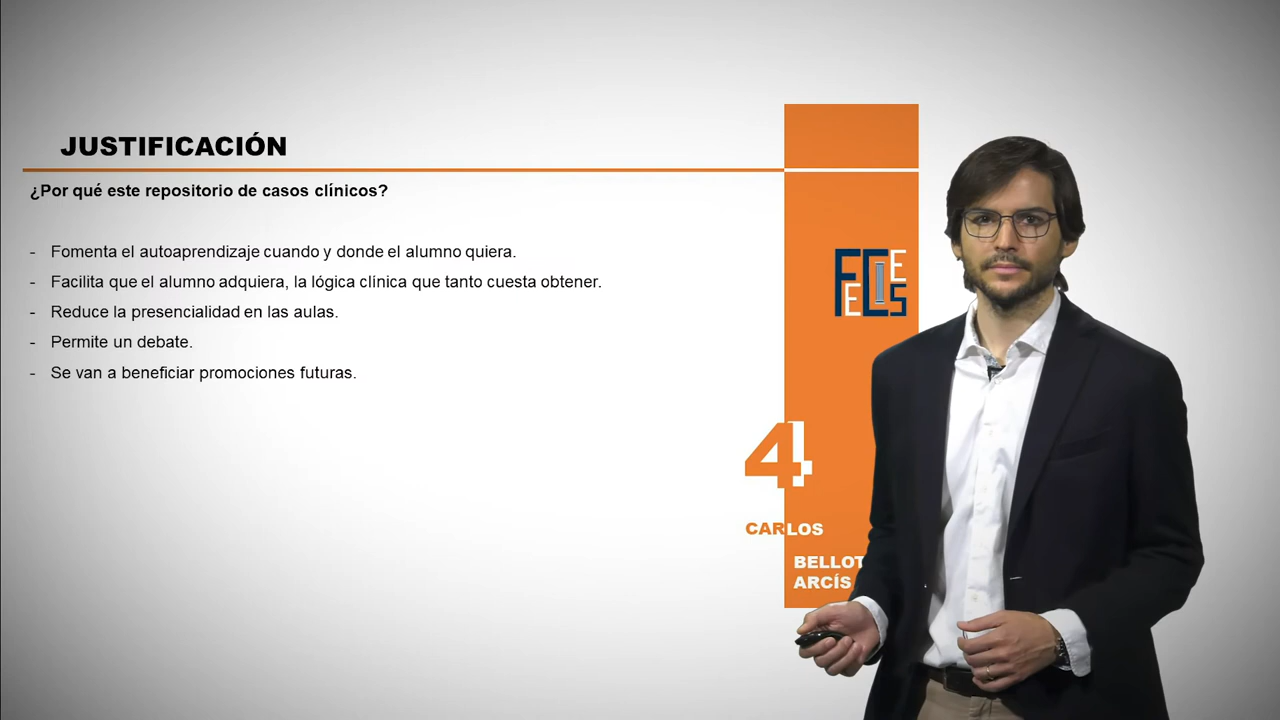 JUSTIFICACIÓN
¿Por qué este repositorio de casos clínicos?
- Fomenta el autoaprendizaje cuando y donde el alumno quiera.
- Facilita que el alumno adquiera, la lógica clínica que tanto cuesta obtener.
- Reduce la presencialidad en las aulas.
- Permite un debate.
- Se van a beneficiar promociones futuras.
4
CARLOS
BELLOT
ARCÍS